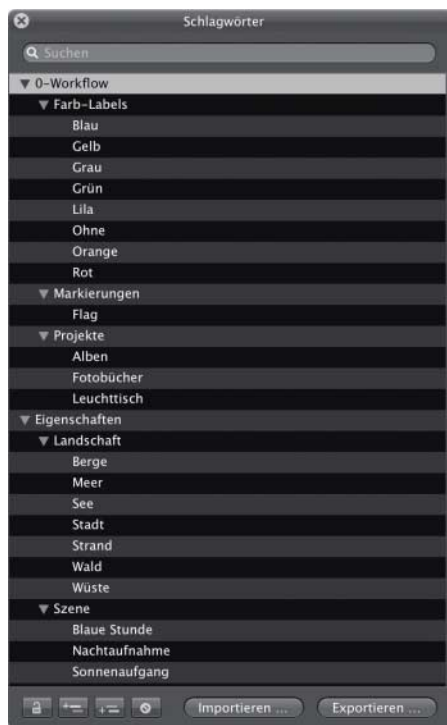 Schlagwörter
Suchen
0-Workflow
Farb-Labels
Blau
Gelb
Grau
Grün
Lila
Ohne
Orange
Rot
Markierungen
Flag
Projekte
Alben
Fotobücher
Leuchttisch
Eigenschaften
Landschaft
Berge
Meer
See
Stadt
Strand
Wald
Wüste
Szene
Blaue Stunde
Nachtaufnahme
Sonnenaufgang
Importieren ... Exportieren ...